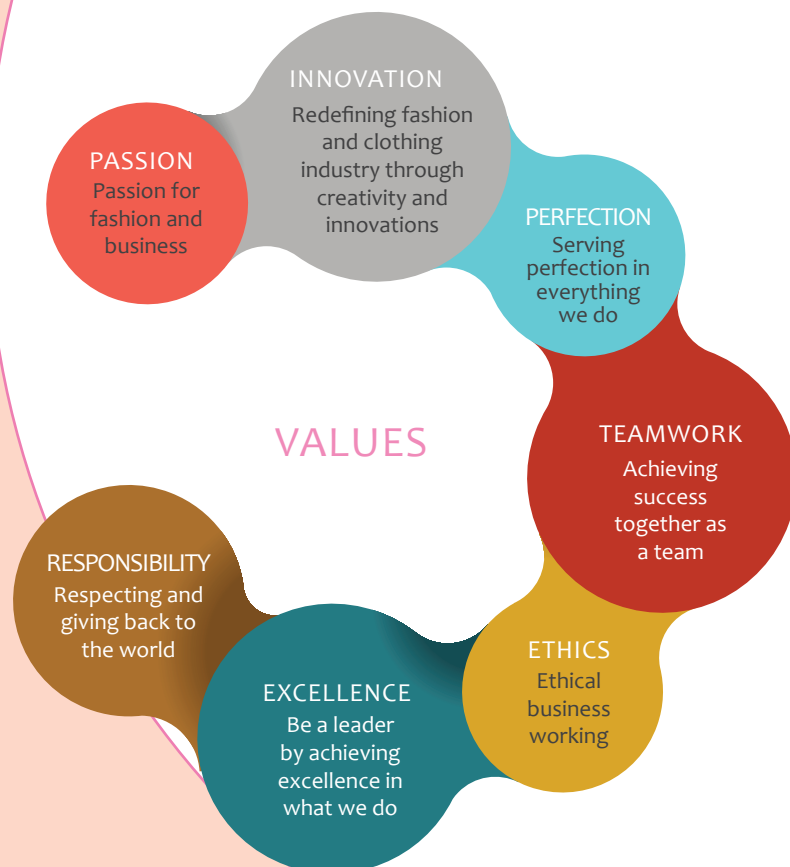 INNOVATION
Redefining fashion
and clothing
industry through
creativity and
innovations
PASSION
Passion for
fashion and
business
PERFECTION
Serving
perfection in
everything
we do
VALUES
TEAMWORK
Achieving
success
together as
a team
RESPONSIBILITY
Respecting and
giving back to
the world
ETHICS
Ethical
business
working
EXCELLENCE
Be a leader
by achieving
excellence in
what we do